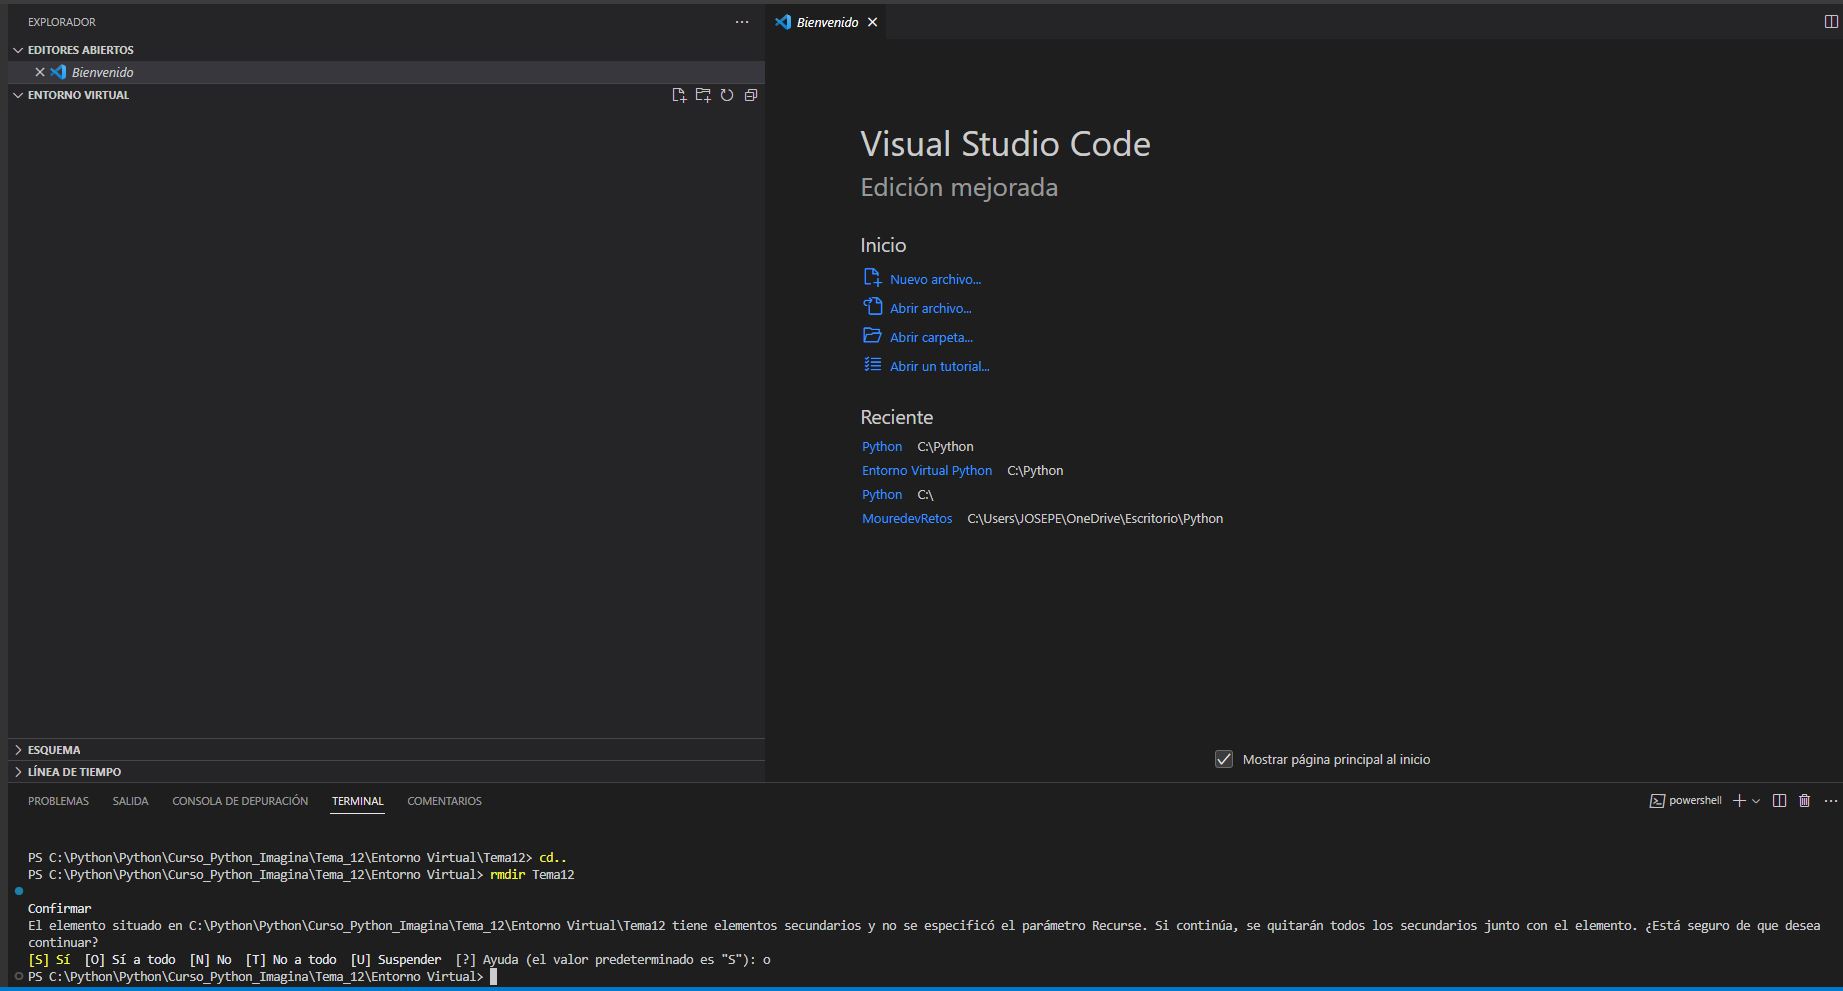 EXPLORADOR
EDITORES ABIERTOS
Bienvenido
ENTORNO VIRTUAL
ESQUEMA
LÍNEA DE TIEMPO
Bienvenido
Visual Studio Code
Edición mejorada
Inicio
Nuevo archivo...
Abrir archivo...
Abrir carpeta...
Abrir un tutorial...
Reciente
Python C:\Python
Entorno Virtual Python C:\Python
Python C:\
MouredevRetos C:\Users\JOSEPE\OneDrive\Escritorio\Python
Mostrar página principal al inicio
PROBLEMAS SALIDA CONSOLA DE DEPURACIÓN TERMINAL COMENTARIOS
powershell
PS C:\Python\Python\Curso_Python_Imagina\Tema_12\Entorno Virtual\Tema12> cd..
PS C:\Python\Python\Curso_Python_Imagina\Tema_12\Entorno Virtual> rmdir Tema12
Confirmar
El elemento situado en C:\Python\Python\Curso_Python_Imagina\Tema_12\Entorno Virtual\Tema12 tiene elementos secundarios y no se especificó el parámetro Recurse. Si continúa, se quitarán todos los secundarios junto con el elemento. ¿Está seguro de que desea
continuar?
[S] Sí [O] Sí a todo [N] No [T] No a todo [U] Suspender [?] Ayuda (el valor predeterminado es "S"): o
PS C:\Python\Python\Curso_Python_Imagina\Tema_12\Entorno Virtual>